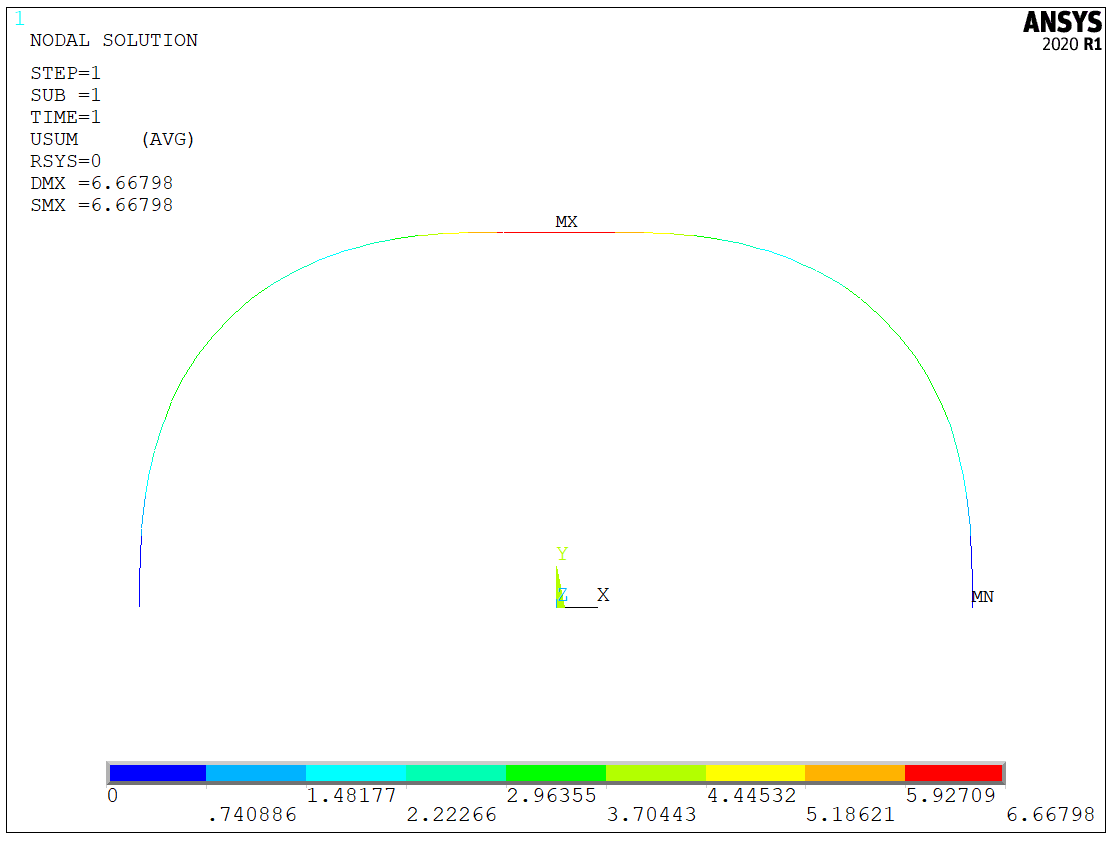 1
ANSYS
2020 R1
NODAL SOLUTION
STEP=1
SUB =1
TIME=1
USUM (AVG)
RSYS=0
DMX =6.66798
SMX =6.66798
MX
Y
Z X
MN
0 1.48177 2.96355 4.44532 5.92709
.740886 2.22266 3.70443 5.18621 6.66798